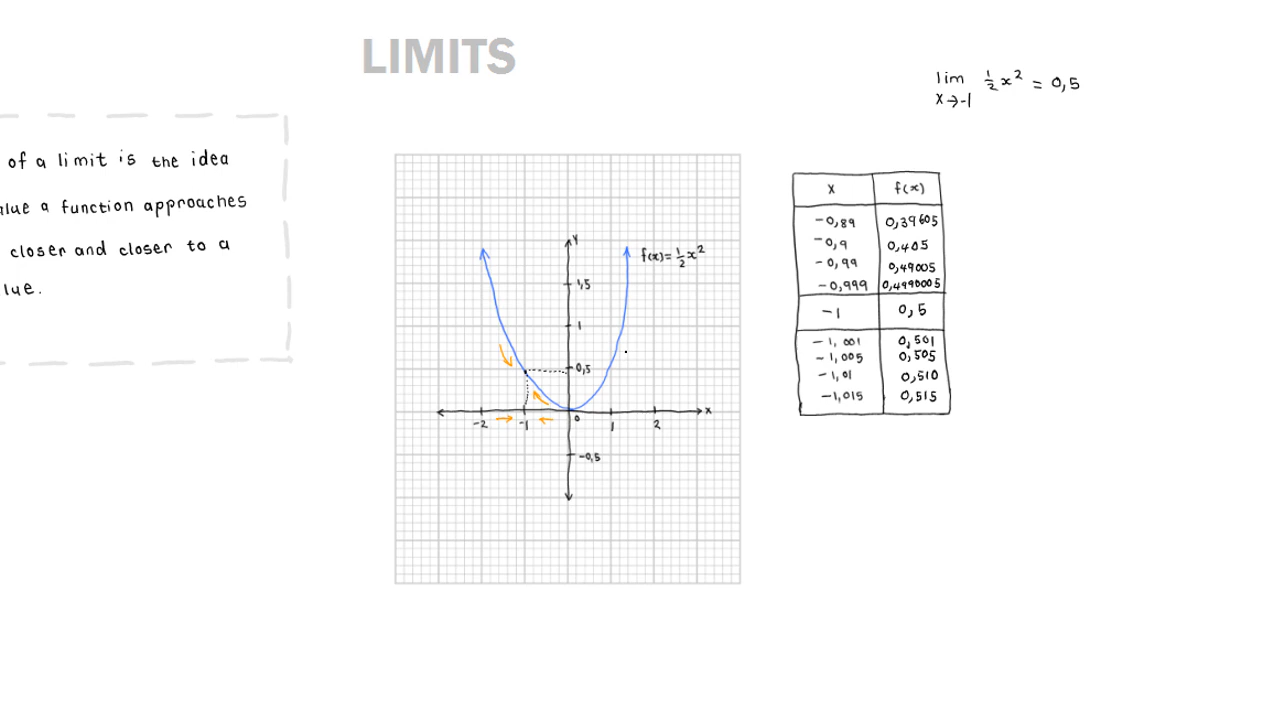 LIMITS
lim ½x² = 0,5
x→-1
of a limit is the idea
alue a function approaches
closer and closer to a
lue.
y
f(x)=½x²
1,5
1
0,5
-2 -1 0 1 2 x
-0,5
x f(x)
-0,89 0,39605
-0,9 0,405
-0,99 0,49005
-0,999 0,4990005
-1 0,5
-1,001 0,501
-1,005 0,505
-1,01 0,510
-1,015 0,515